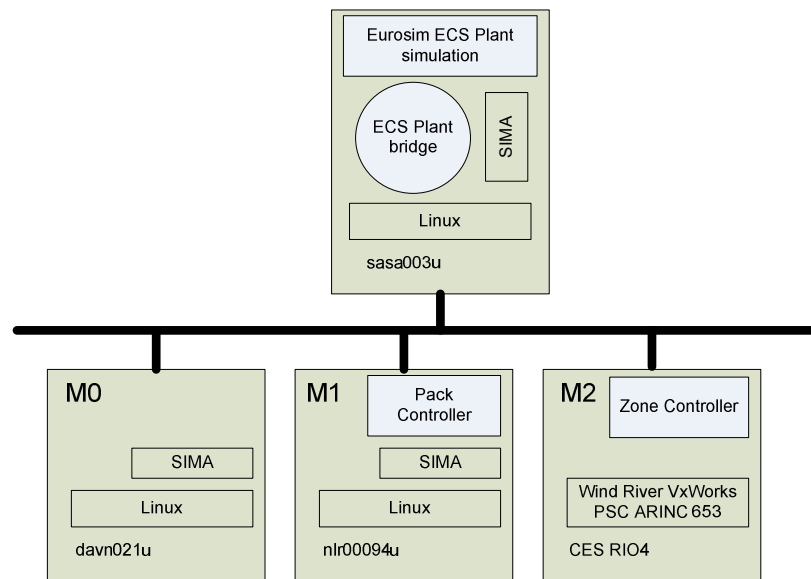 Eurosim ECS Plant
simulation
ECS Plant
bridge
SIMA
Linux
sasa003u
M0
SIMA
Linux
davn021u
M1
Pack
Controller
SIMA
Linux
nlr00094u
M2
Zone Controller
Wind River VxWorks
PSC ARINC 653
CES RIO4